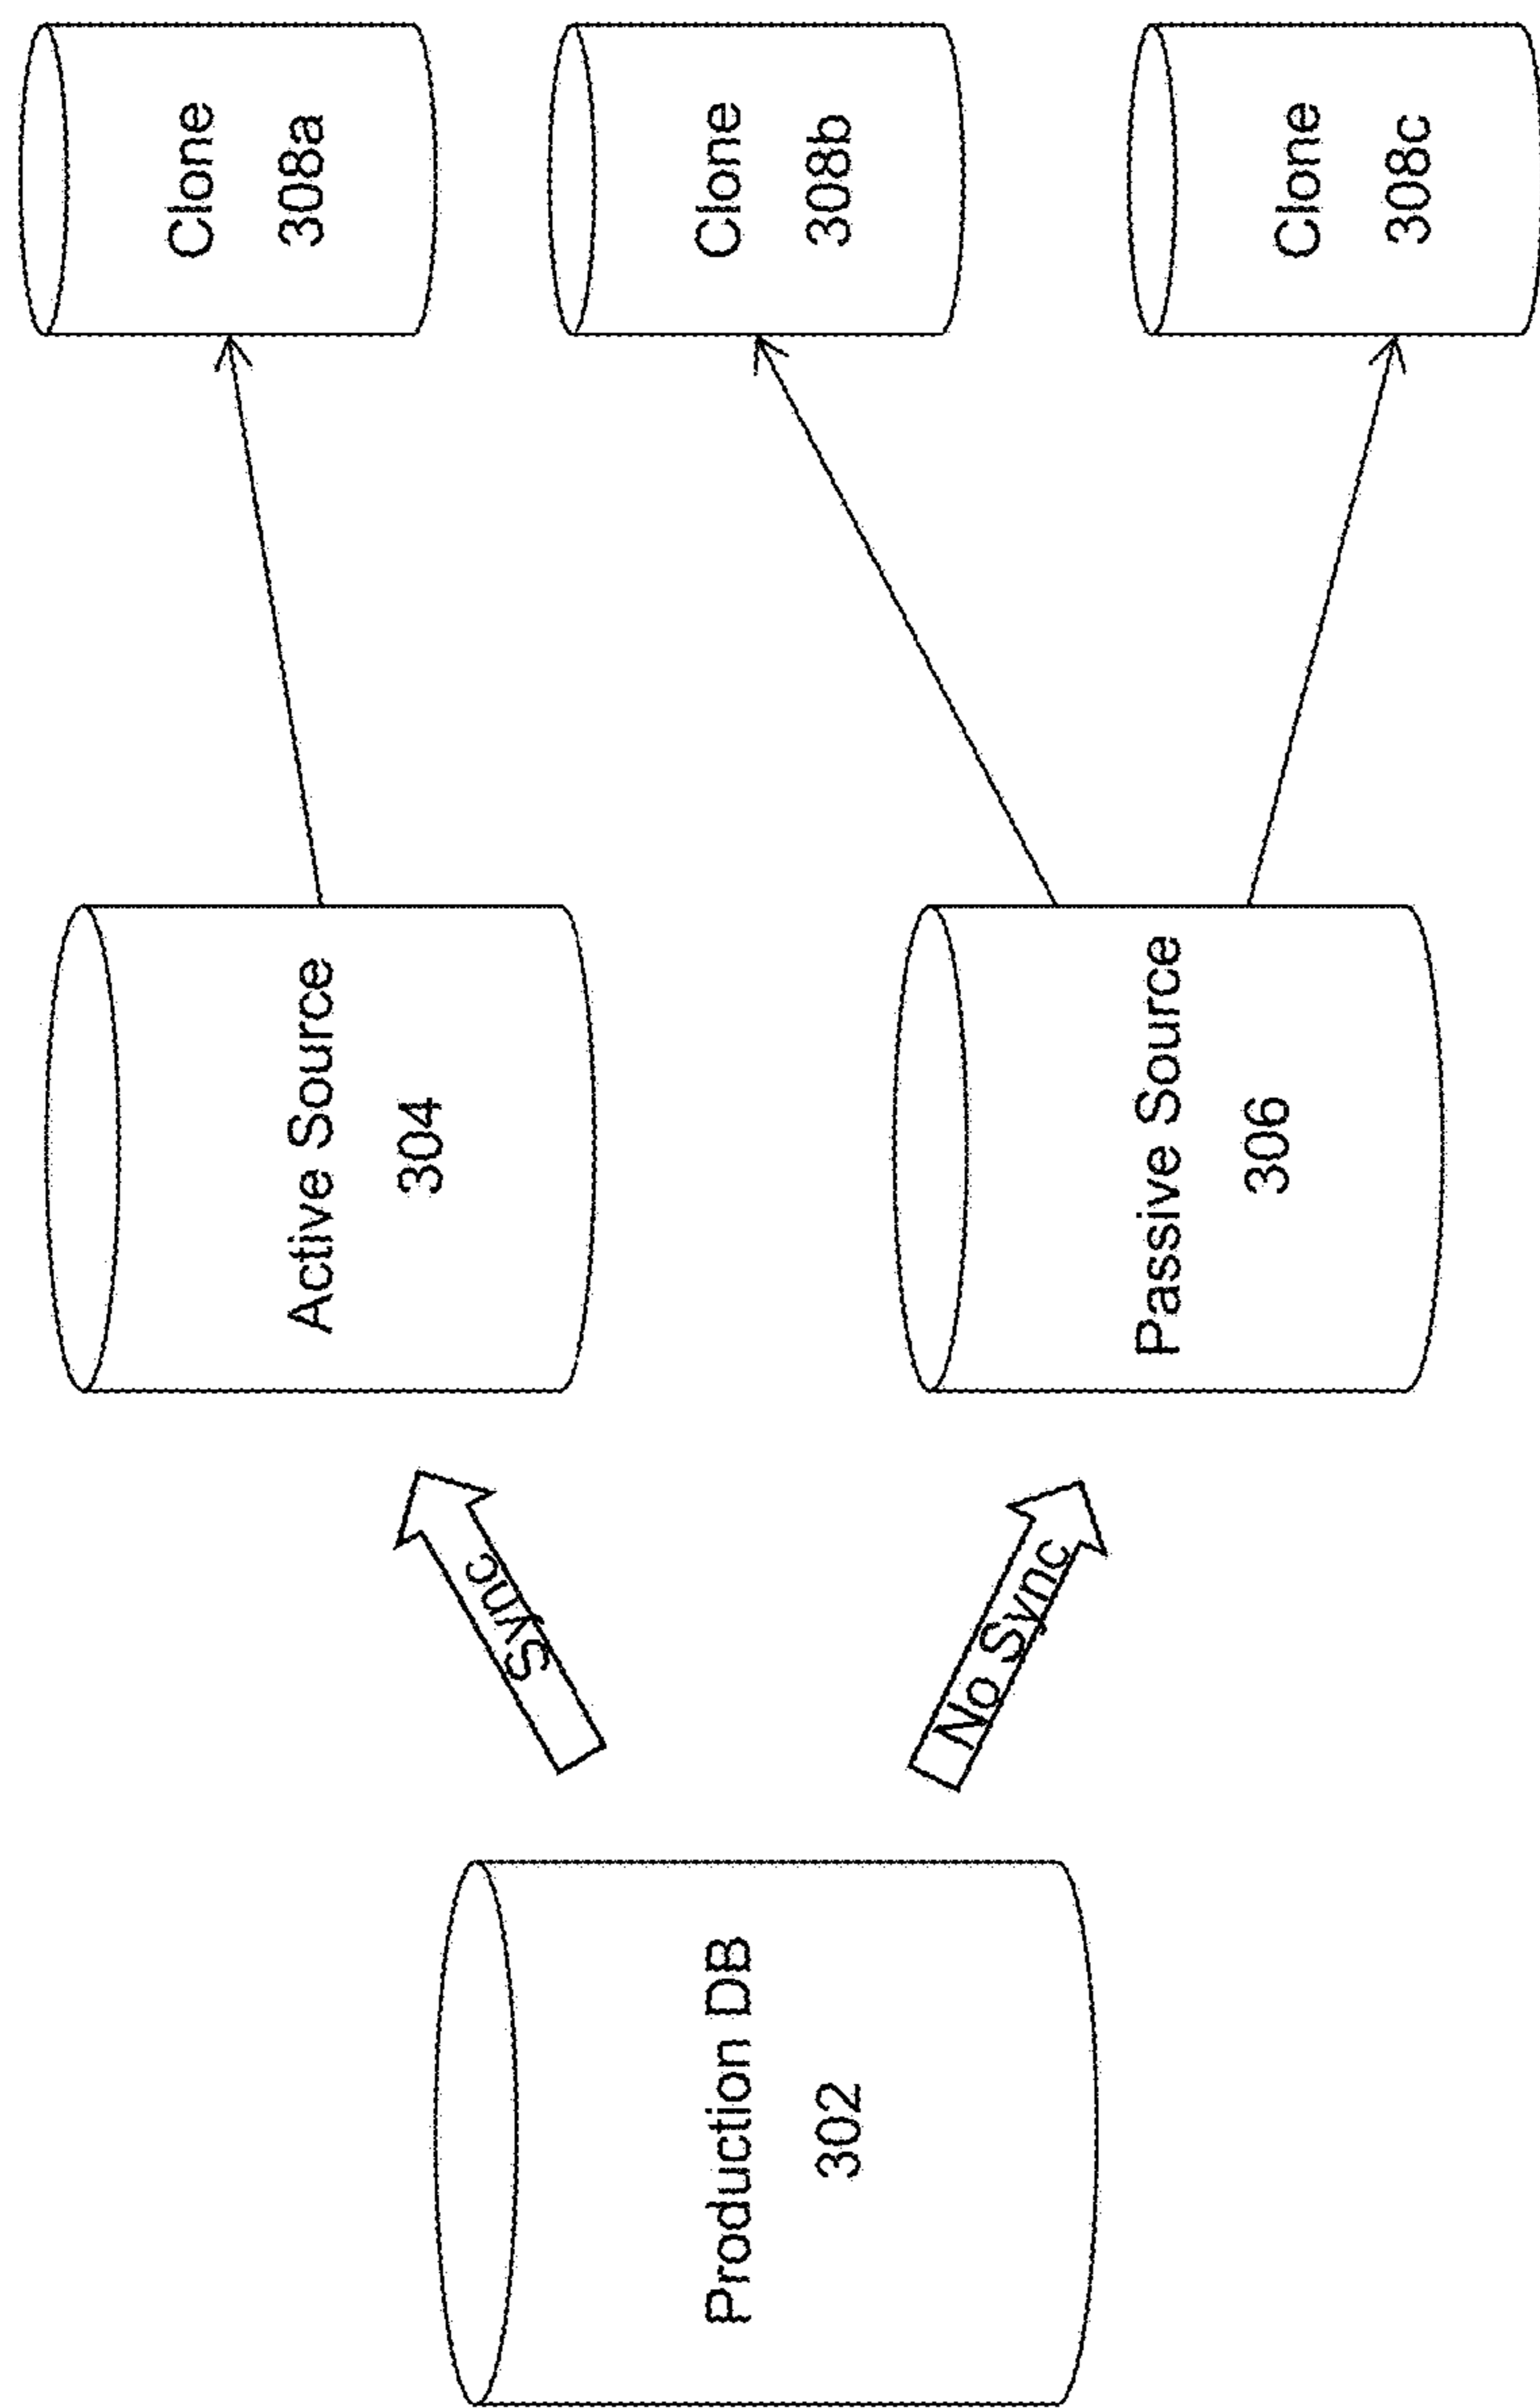 Production DB
302
Sync
No Sync
Active Source
304
Passive Source
306
Clone
308a
Clone
308b
Clone
308c